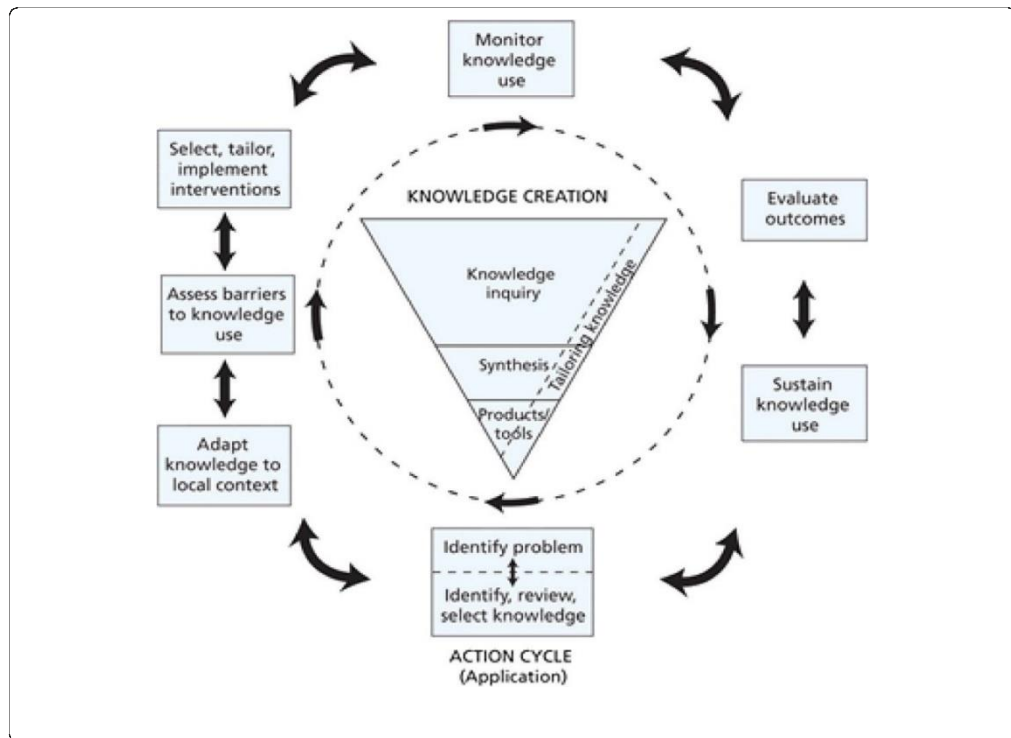 Monitor
knowledge
use
Select, tailor,
implement
interventions
Evaluate
outcomes
KNOWLEDGE CREATION
Knowledge
inquiry
Tailoring knowledge
Assess barriers
to knowledge
use
Synthesis
Sustain
knowledge
use
Products/
tools
Adapt
knowledge to
local context
Identify problem
Identify, review,
select knowledge
ACTION CYCLE
(Application)